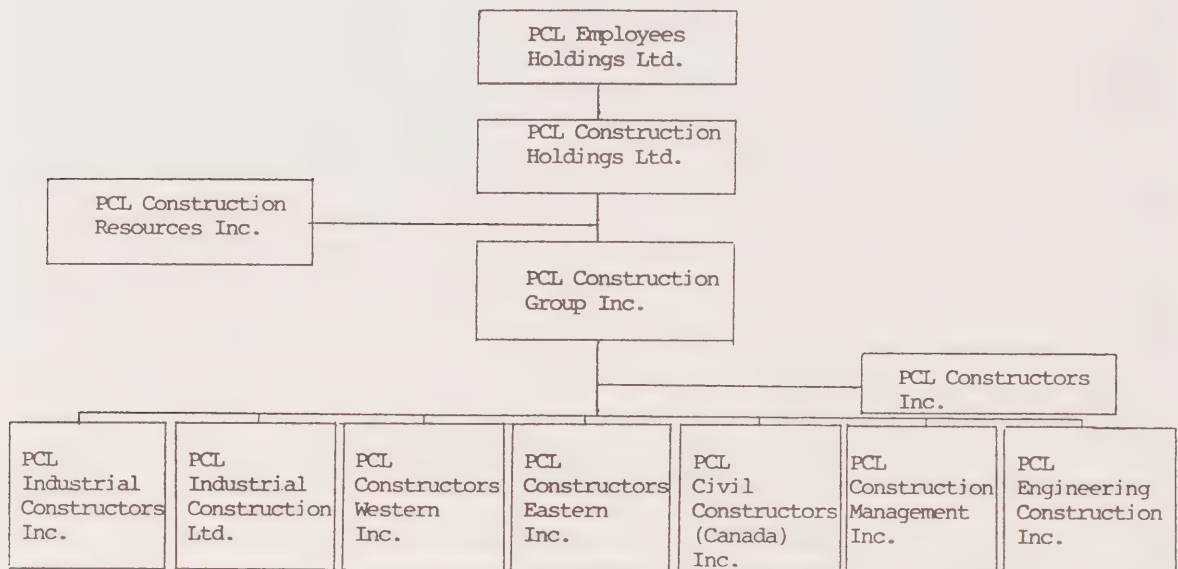 PCL Employees
Holdings Ltd.
PCL Construction
Holdings Ltd.
PCL Construction
Resources Inc.
PCL Construction
Group Inc.
PCL Constructors
Inc.
PCL
Industrial
Constructors
Inc.
PCL
Industrial
Construction
Ltd.
PCL
Constructors
Western
Inc.
PCL
Constructors
Eastern
Inc.
PCL
Civil
Constructors
(Canada)
Inc.
PCL
Construction
Management
Inc.
PCL
Engineering
Construction
Inc.